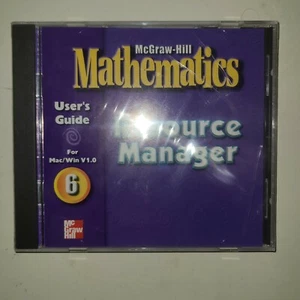 McGraw-Hill
Mathematics
User's
Guide
For
Mac/Win V1.0
6
Resource
Manager
Mc
Graw
Hill